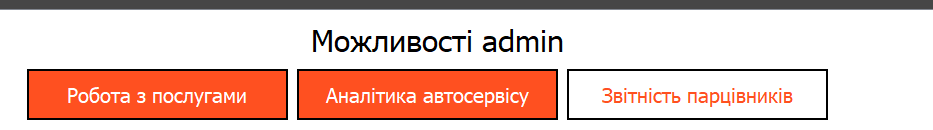 Можливості admin
Робота з послугами
Аналітика автосервісу
Звітність парцівників